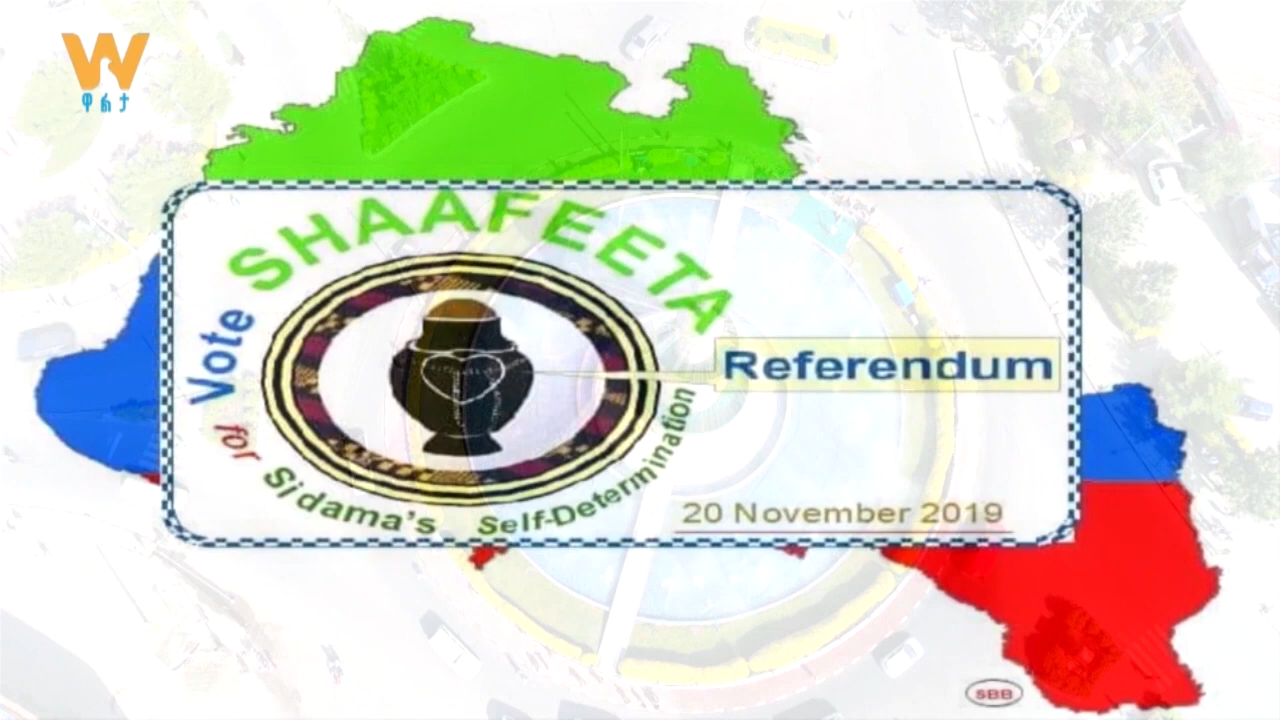 W
ዋልታ
Vote
SHAAFEETA
for
Sidama's
Self-Determination
Referendum
20 November 2019
SBB